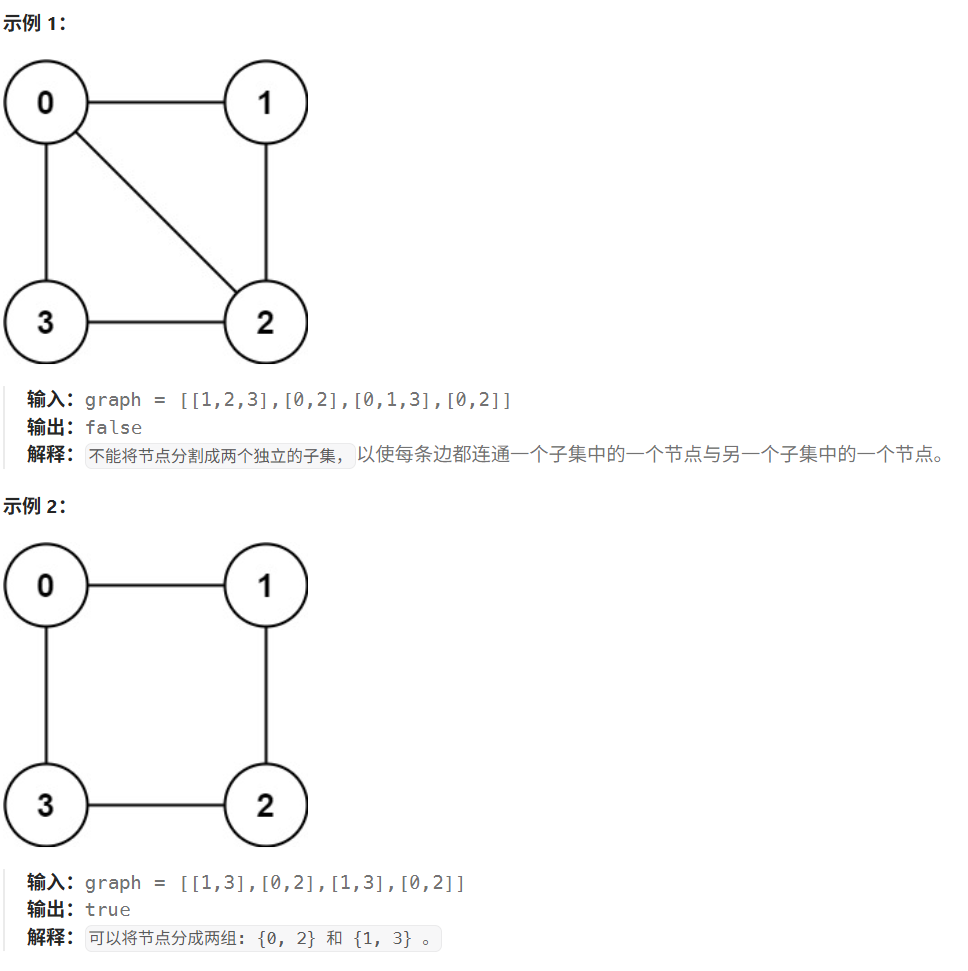 示例 1：
0 1
3 2
输入：graph = [[1,2,3],[0,2],[0,1,3],[0,2]]
输出：false
解释：不能将节点分割成两个独立的子集，以使每条边都连通一个子集中的一个节点与另一个子集中的一个节点。
示例 2：
0 1
3 2
输入：graph = [[1,3],[0,2],[1,3],[0,2]]
输出：true
解释：可以将节点分成两组: {0, 2} 和 {1, 3} 。